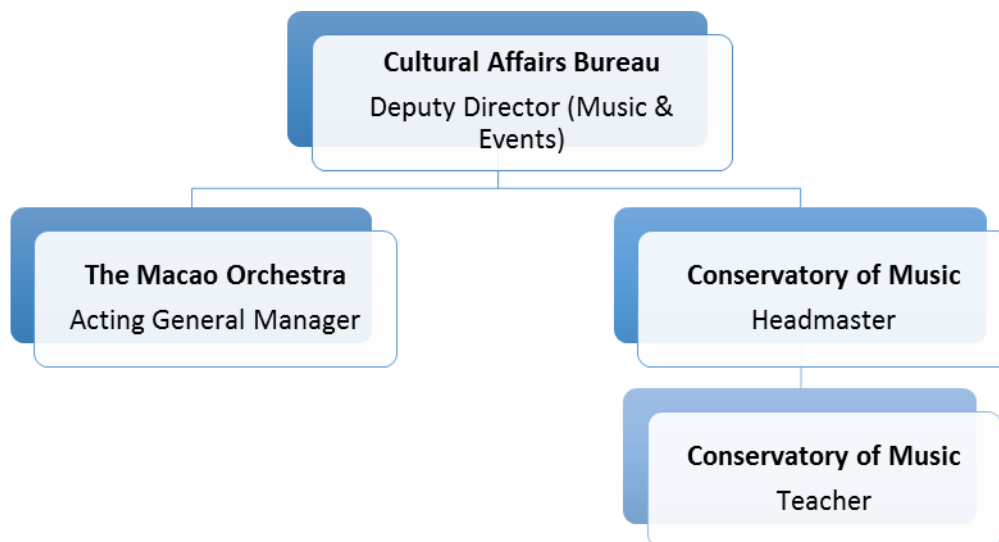 Cultural Affairs Bureau
Deputy Director (Music &
Events)
The Macao Orchestra
Acting General Manager
Conservatory of Music
Headmaster
Conservatory of Music
Teacher